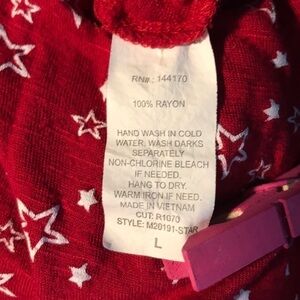 RN#: 144170
100% RAYON
HAND WASH IN COLD
WATER, WASH DARKS
SEPARATELY
NON-CHLORINE BLEACH
IF NEEDED.
HANG TO DRY.
WARM IRON IF NEED.
MADE IN VIETNAM
CUT: R1070
STYLE: M20191-STAR
L